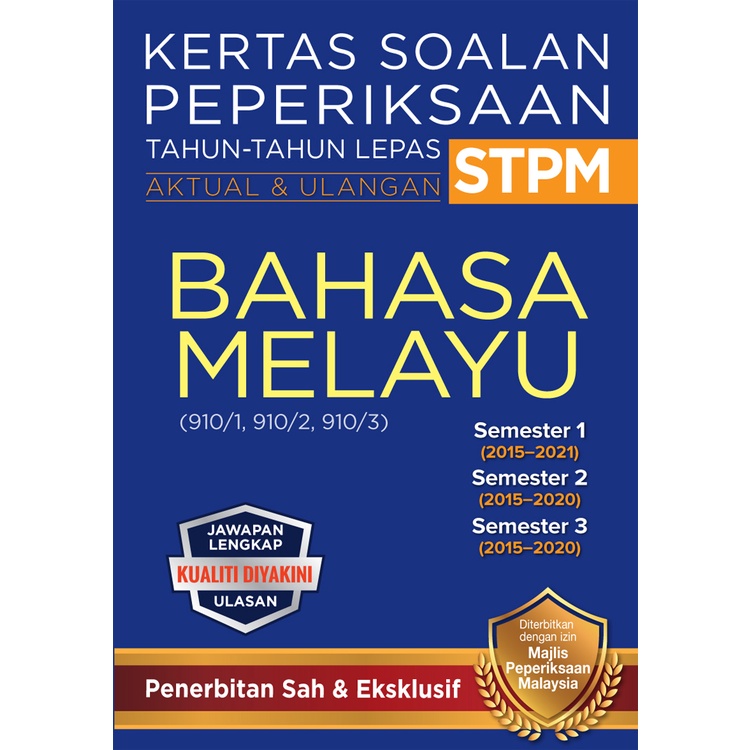 KERTAS SOALAN
PEPERIKSAAN
TAHUN-TAHUN LEPAS
AKTUAL & ULANGAN
STPM
BAHASA
MELAYU
(910/1, 910/2, 910/3)
Semester 1
(2015–2021)
Semester 2
(2015–2020)
Semester 3
(2015–2020)
JAWAPAN
LENGKAP
KUALITI DIYAKINI
ULASAN
Diterbitkan
dengan izin
Majlis
Peperiksaan
Malaysia
Penerbitan Sah & Eksklusif